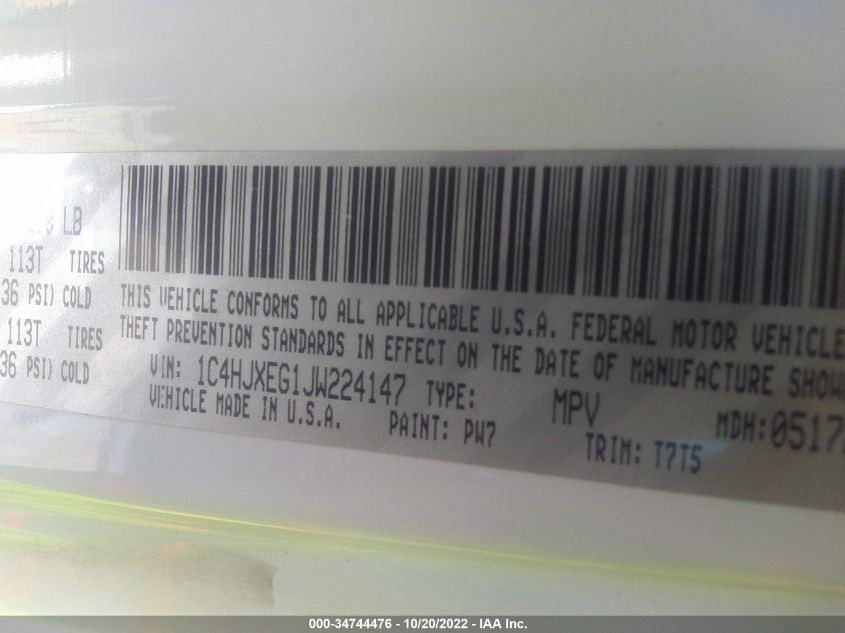 LB
113T TIRES
36 PSI) COLD
113T TIRES
36 PSI) COLD
THIS VEHICLE CONFORMS TO ALL APPLICABLE U.S.A. FEDERAL MOTOR VEHICLE
THEFT PREVENTION STANDARDS IN EFFECT ON THE DATE OF MANUFACTURE SHOW
VIN: 1C4HJXEG1JW224147 TYPE: MPV MDH:0517
VEHICLE MADE IN U.S.A. PAINT: PW7 TRIM: T7T5
000-34744476 - 10/20/2022 - IAA Inc.